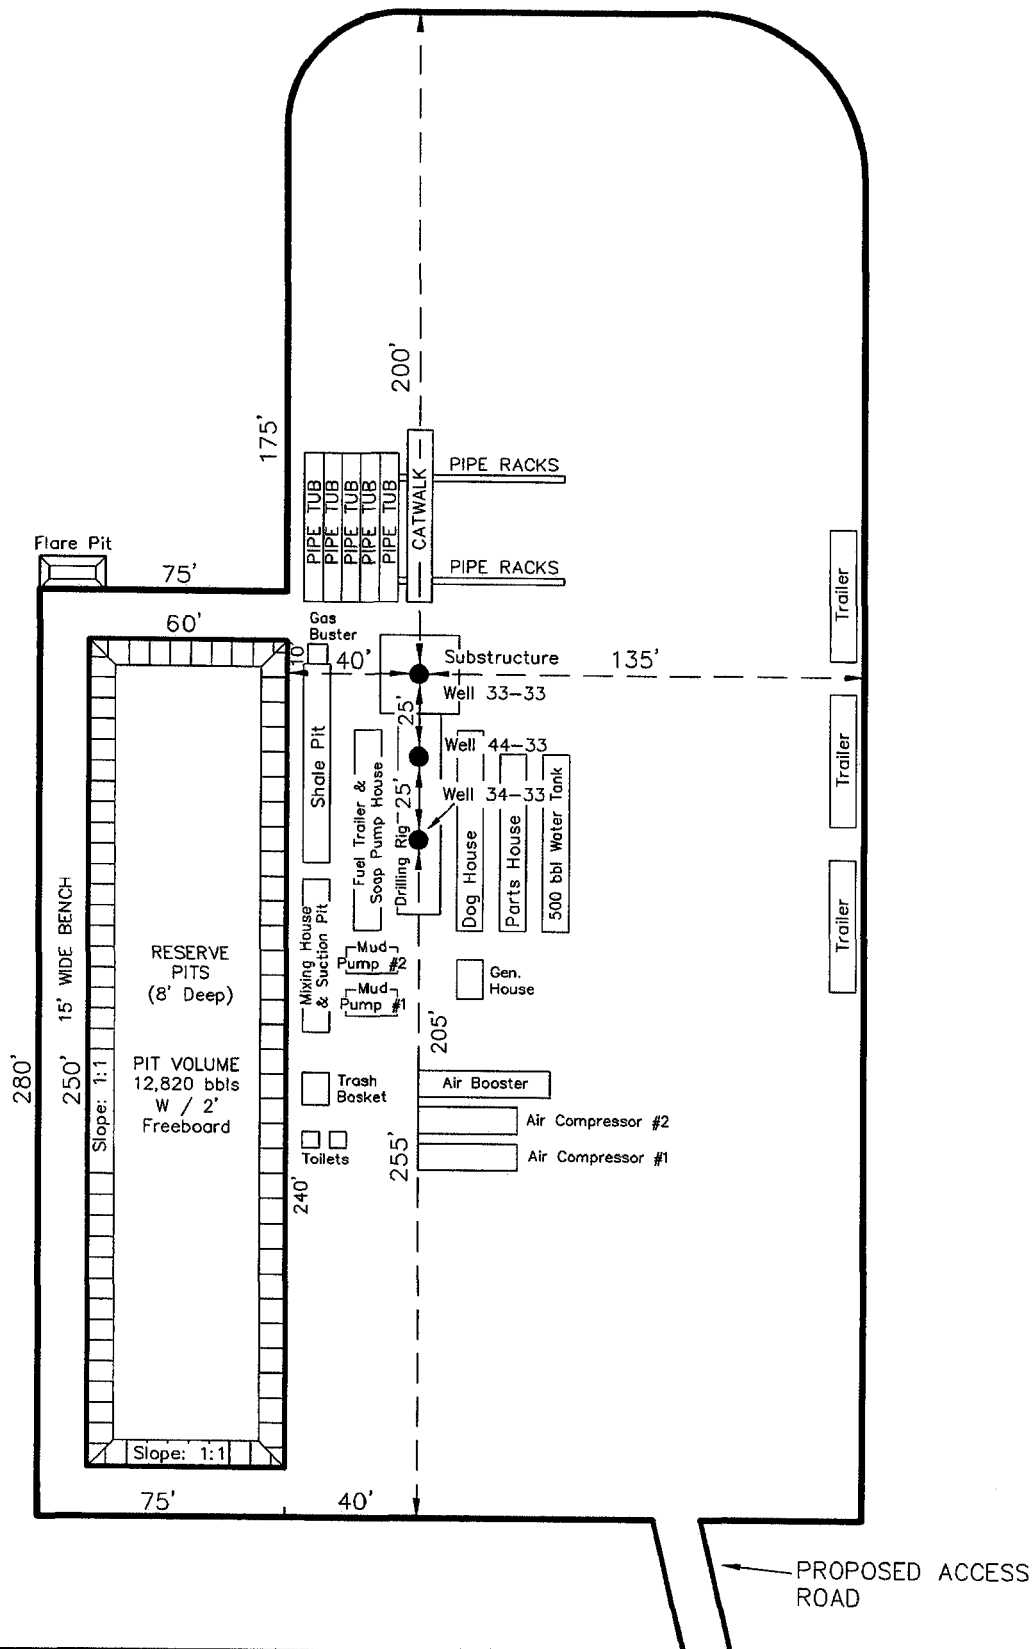 200'
175'
PIPE TUB
PIPE TUB
PIPE TUB
PIPE TUB
PIPE TUB
CATWALK
PIPE RACKS
PIPE RACKS
Flare Pit
75'
60'
Gas
Buster
10'
40'
Substructure
135'
Well 33-33
25'
Well 44-33
25'
Well 34-33
Trailer
Trailer
Trailer
Shale Pit
Fuel Trailer &
Soap Pump House
Drilling Rig
Dog House
Parts House
500 bbl Water Tank
Mixing House
& Suction Pit
Mud
Pump #2
Mud
Pump #1
Gen.
House
15' WIDE BENCH
RESERVE
PITS
(8' Deep)
PIT VOLUME
12,820 bbls
W / 2'
Freeboard
280'
250'
Slope: 1:1
205'
Trash
Basket
Air Booster
Air Compressor #2
Toilets
255'
Air Compressor #1
240'
Slope: 1:1
75'
40'
PROPOSED ACCESS
ROAD